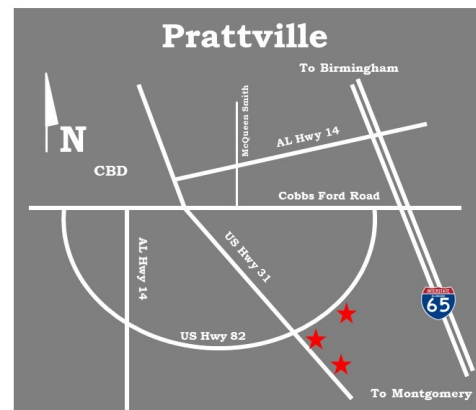 Prattville
To Birmingham
McQueen Smith
AL Hwy 14
N
CBD
Cobbs Ford Road
US Hwy 31
AL Hwy 14
INTERSTATE
65
US Hwy 82
To Montgomery